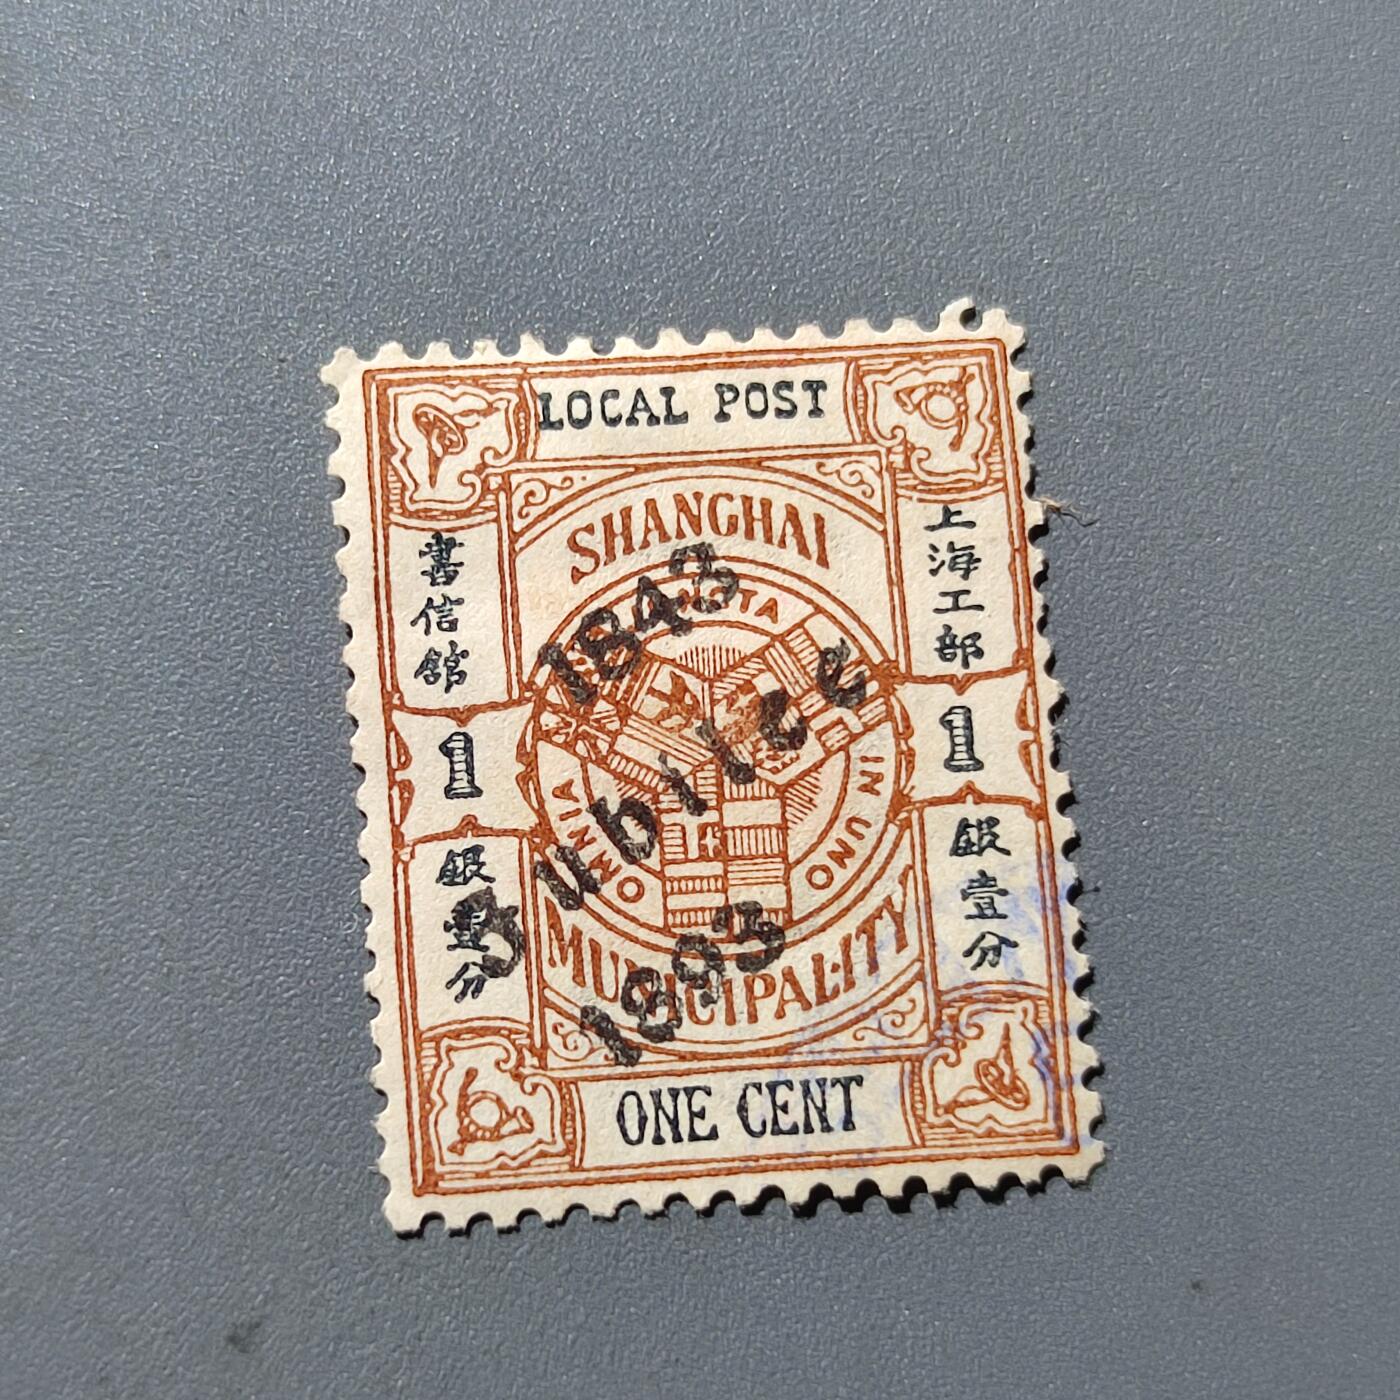 LOCAL POST
SHANGHAI
上海工部
書信館
1843
Jubilee
1893
OMNIA JUNCTA IN UNO
1
1
銀壹分
銀壹分
MUNICIPALITY
ONE CENT